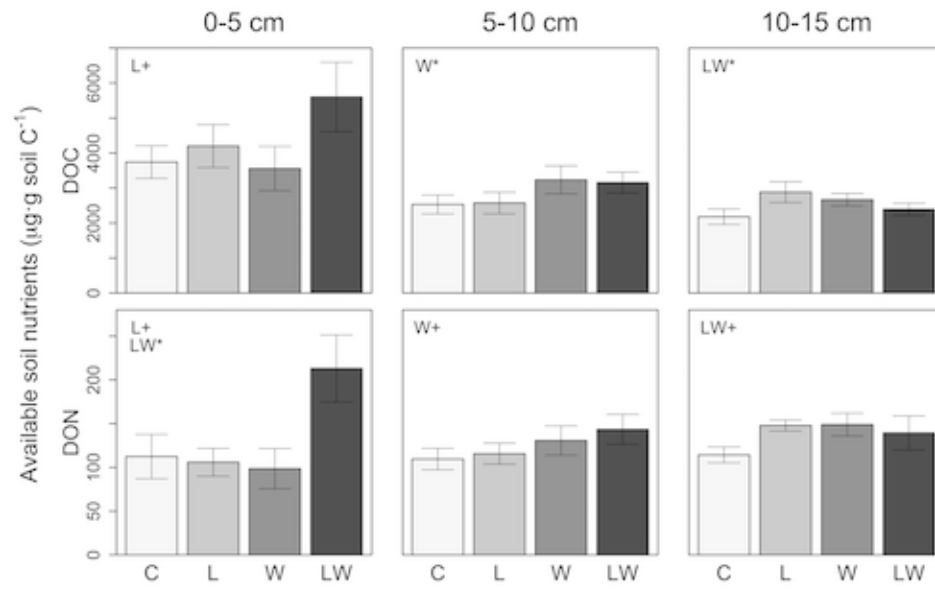 0-5 cm 5-10 cm 10-15 cm
Available soil nutrients (µg·g soil C⁻¹)
DOC
6000
4000
2000
0
L+
W*
LW*
DON
200
100
50
0
L+
LW*
W+
LW+
C L W LW C L W LW C L W LW